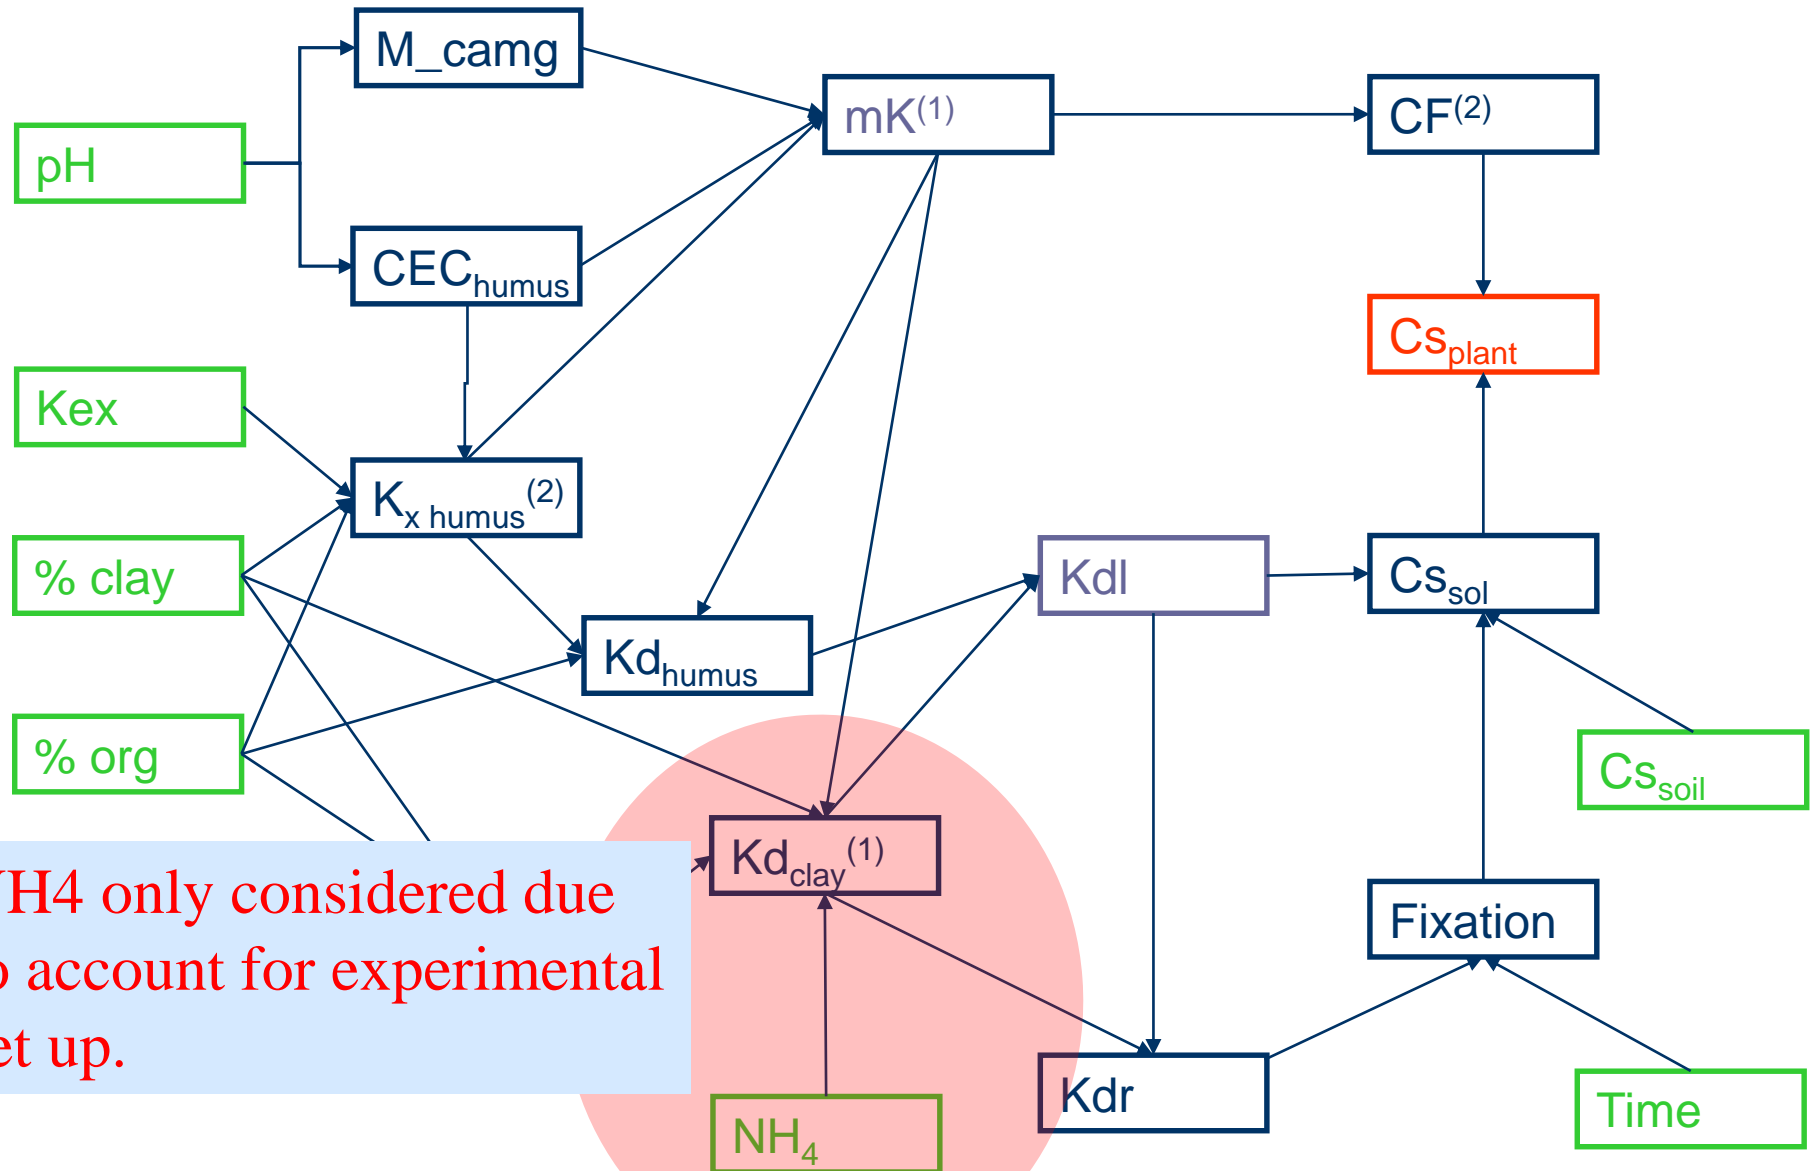 M_camg
mK(1)
CF(2)
pH
CEChumus
Csplant
Kex
Kx humus(2)
% clay
Kdl
Cssol
Kdhumus
% org
Cssoil
Kdclay(1)
H4 only considered due
account for experimental
et up.
Fixation
Kdr
Time
NH4